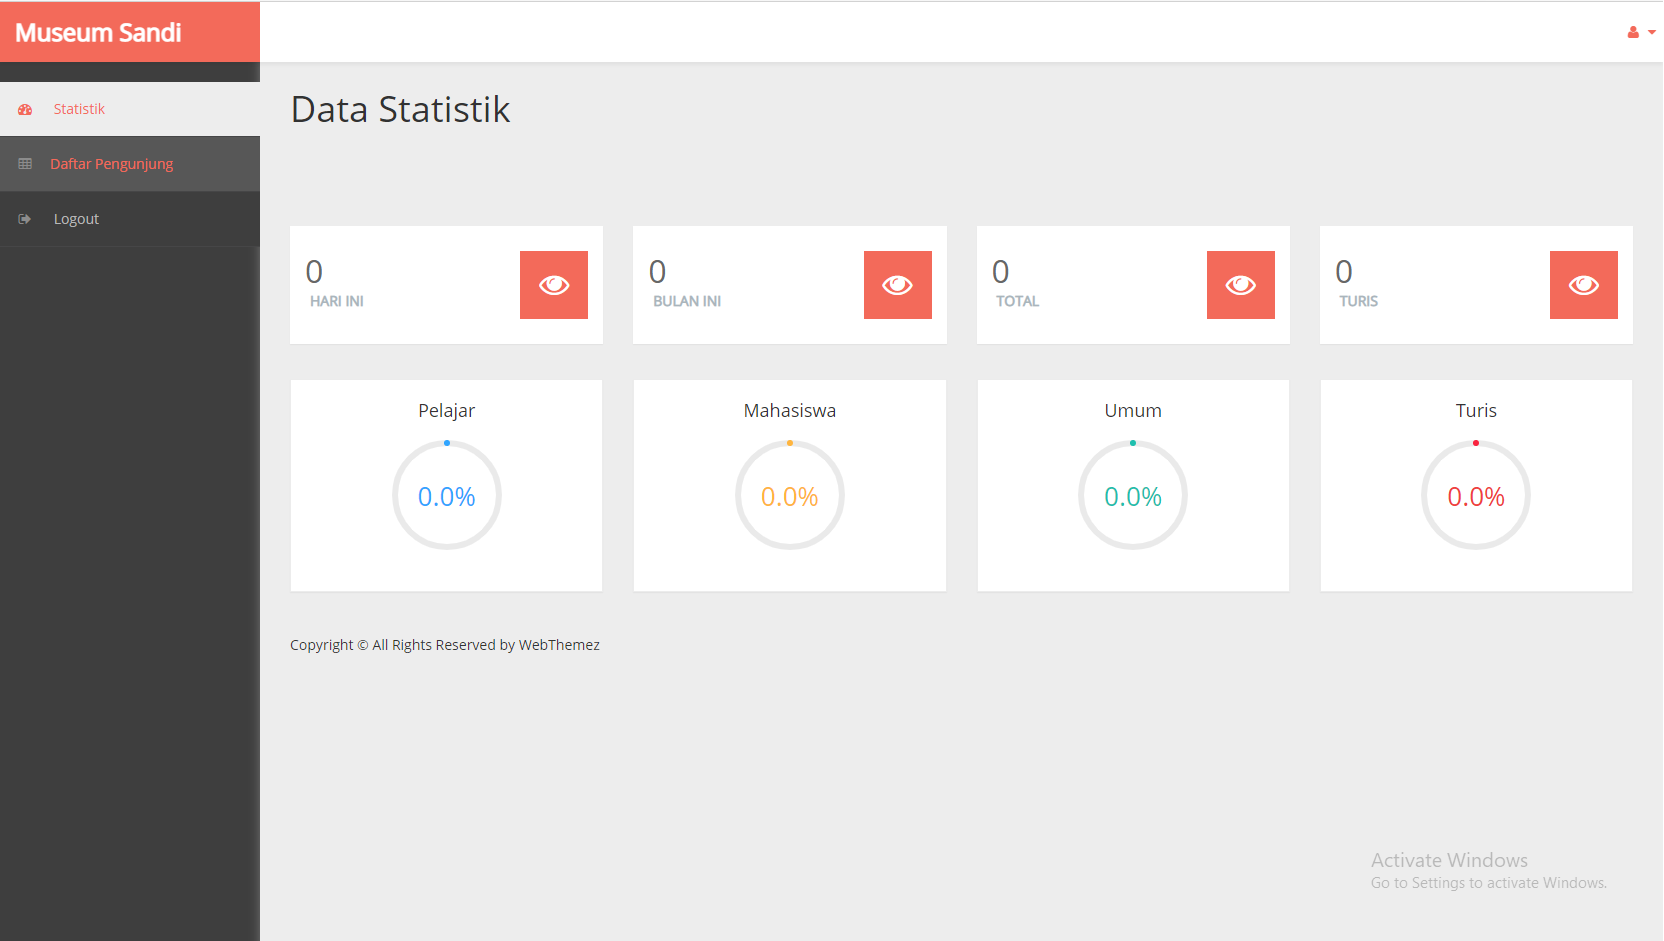 Museum Sandi
Statistik
Daftar Pengunjung
Logout
Data Statistik
0
HARI INI
0
BULAN INI
0
TOTAL
0
TURIS
Pelajar
0.0%
Mahasiswa
0.0%
Umum
0.0%
Turis
0.0%
Copyright © All Rights Reserved by WebThemez
Activate Windows
Go to Settings to activate Windows.